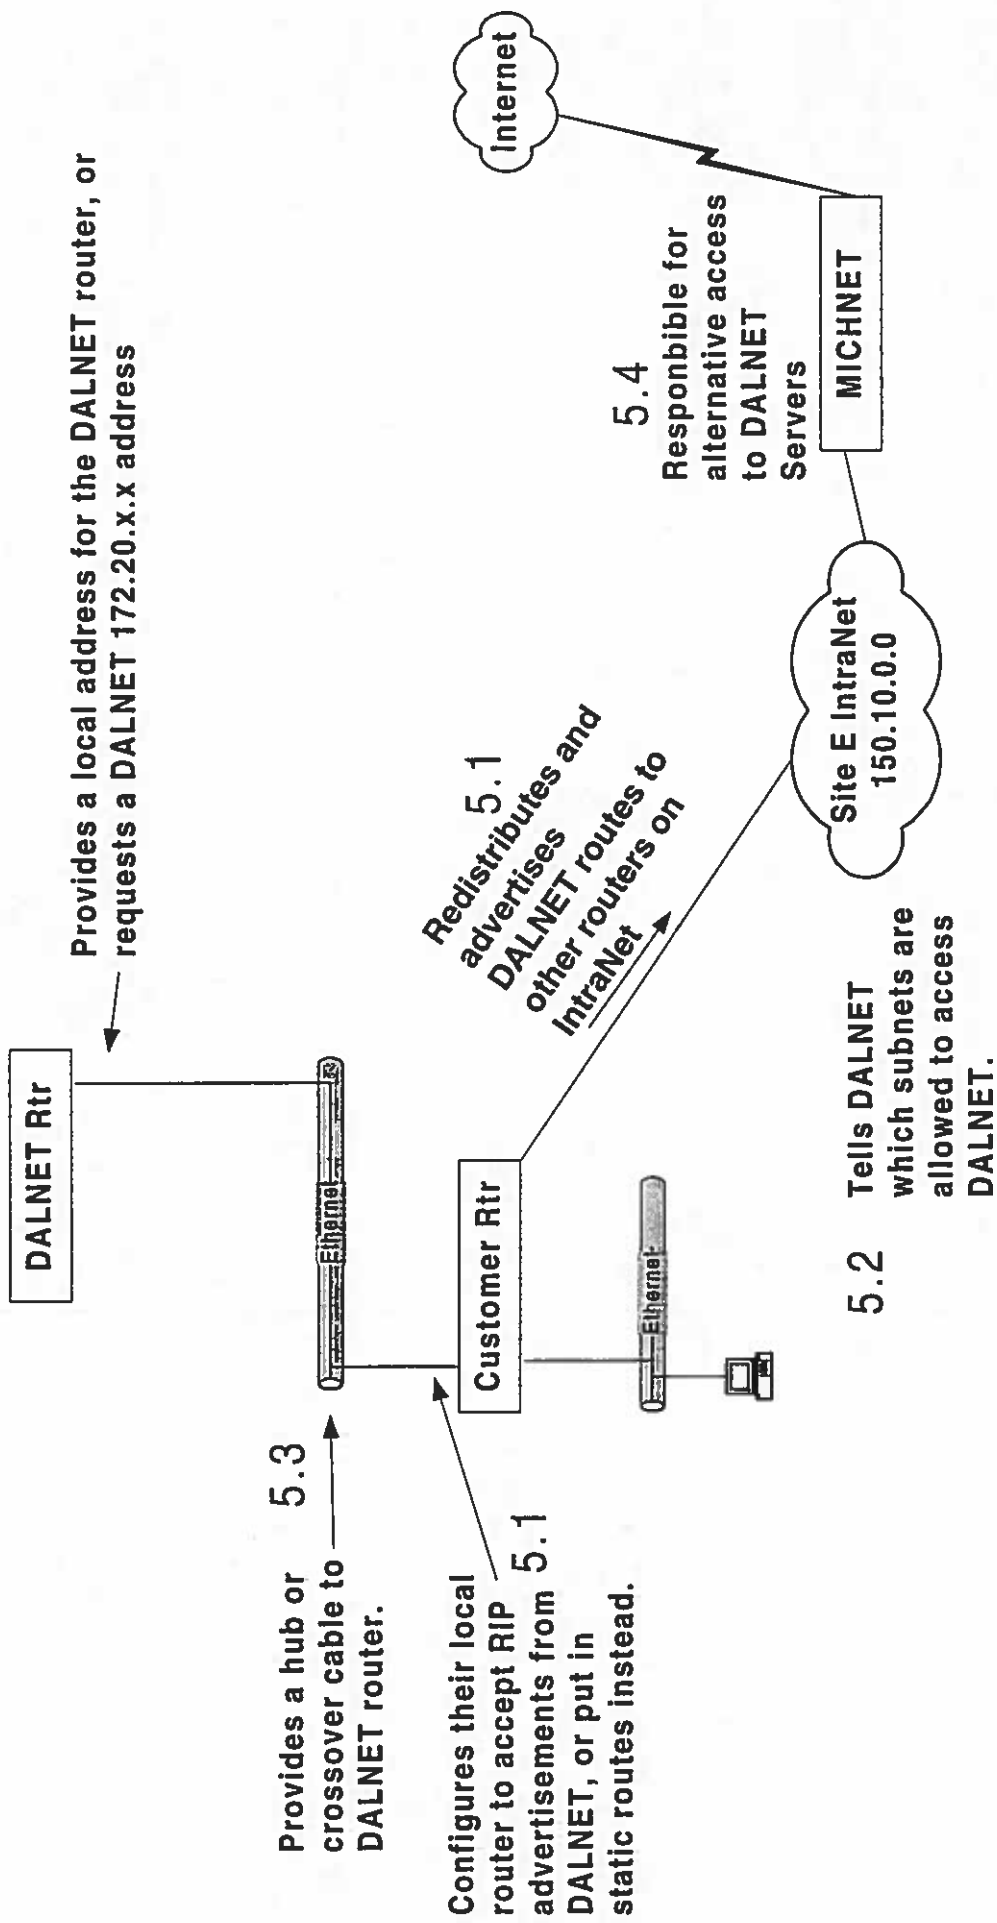 DALNET Rtr
Provides a local address for the DALNET router, or
requests a DALNET 172.20.x.x address
Provides a hub or
crossover cable to
DALNET router.
5.3
Ethernet
Configures their local
router to accept RIP
advertisements from
DALNET, or put in
static routes instead.
5.1
Customer Rtr
Ethernet
5.1
Redistributes and
advertises
DALNET routes to
other routers on
IntraNet
5.2
Tells DALNET
which subnets are
allowed to access
DALNET.
Site E IntraNet
150.10.0.0
5.4
Responbible for
alternative access
to DALNET
Servers
MICHNET
Internet